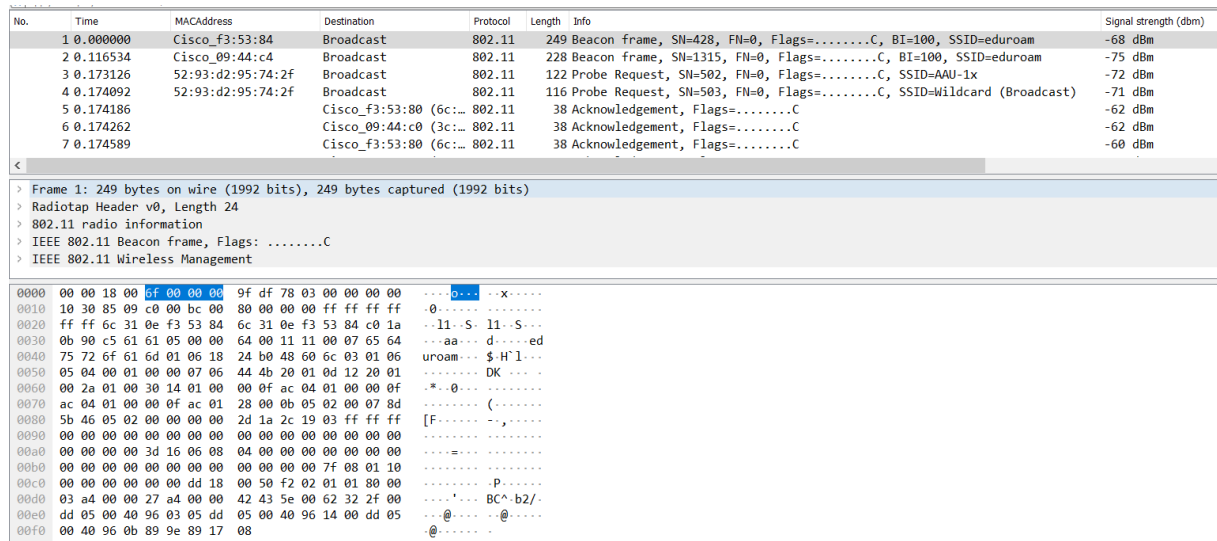 No. Time MACAddress Destination Protocol Length Info Signal strength (dbm)
1 0.000000 Cisco_f3:53:84 Broadcast 802.11 249 Beacon frame, SN=428, FN=0, Flags=........C, BI=100, SSID=eduroam -68 dBm
2 0.116534 Cisco_09:44:c4 Broadcast 802.11 228 Beacon frame, SN=1315, FN=0, Flags=........C, BI=100, SSID=eduroam -75 dBm
3 0.173126 52:93:d2:95:74:2f Broadcast 802.11 122 Probe Request, SN=502, FN=0, Flags=........C, SSID=AAU-1x -72 dBm
4 0.174092 52:93:d2:95:74:2f Broadcast 802.11 116 Probe Request, SN=503, FN=0, Flags=........C, SSID=Wildcard (Broadcast) -71 dBm
5 0.174186 Cisco_f3:53:80 (6c:… 802.11 38 Acknowledgement, Flags=........C -62 dBm
6 0.174262 Cisco_09:44:c0 (3c:… 802.11 38 Acknowledgement, Flags=........C -62 dBm
7 0.174589 Cisco_f3:53:80 (6c:… 802.11 38 Acknowledgement, Flags=........C -60 dBm
> Frame 1: 249 bytes on wire (1992 bits), 249 bytes captured (1992 bits)
> Radiotap Header v0, Length 24
> 802.11 radio information
> IEEE 802.11 Beacon frame, Flags: ........C
> IEEE 802.11 Wireless Management
0000 00 00 18 00 6f 00 00 00 9f df 78 03 00 00 00 00 ····o··· ··x·····
0010 10 30 85 09 c0 00 bc 00 80 00 00 00 ff ff ff ff ·0······ ········
0020 ff ff 6c 31 0e f3 53 84 6c 31 0e f3 53 84 c0 1a ··l1··S· l1··S···
0030 0b 90 c5 61 61 05 00 00 64 00 11 11 00 07 65 64 ···aa··· d·····ed
0040 75 72 6f 61 6d 01 06 18 24 b0 48 60 6c 03 01 06 uroam··· $·H`l···
0050 05 04 00 01 00 00 07 06 44 4b 20 01 0d 12 20 01 ········ DK ··· ·
0060 00 2a 01 00 30 14 01 00 00 0f ac 04 01 00 00 0f ·*··0··· ········
0070 ac 04 01 00 00 0f ac 01 28 00 0b 05 02 00 07 8d ········ (·······
0080 5b 46 05 02 00 00 00 00 2d 1a 2c 19 03 ff ff ff [F······ -·,·····
0090 00 00 00 00 00 00 00 00 00 00 00 00 00 00 00 00 ········ ········
00a0 00 00 00 00 3d 16 06 08 04 00 00 00 00 00 00 00 ····=··· ········
00b0 00 00 00 00 00 00 00 00 00 00 00 00 7f 08 01 10 ········ ········
00c0 00 00 00 00 00 00 dd 18 00 50 f2 02 01 01 80 00 ········ ·P······
00d0 03 a4 00 00 27 a4 00 00 42 43 5e 00 62 32 2f 00 ····'··· BC^·b2/·
00e0 dd 05 00 40 96 03 05 dd 05 00 40 96 14 00 dd 05 ···@···· ··@·····
00f0 00 40 96 0b 89 9e 89 17 08 ·@······ ·